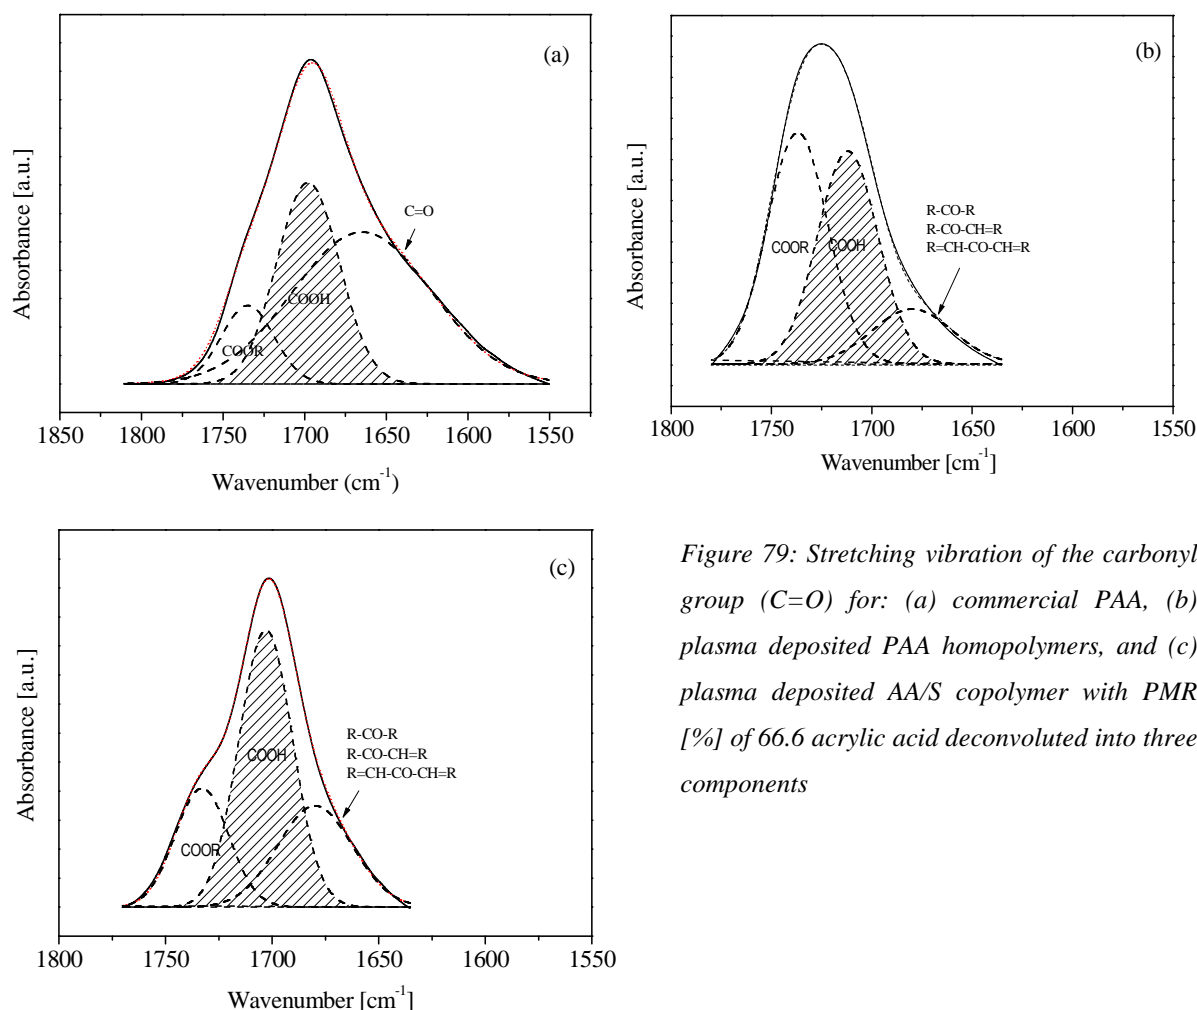 (a)
Absorbance [a.u.]
C=O
COOH
COOR
1850 1800 1750 1700 1650 1600 1550
Wavenumber (cm⁻¹)
(b)
Absorbance [a.u.]
R-CO-R
R-CO-CH=R
R=CH-CO-CH=R
COOR
COOH
1800 1750 1700 1650 1600 1550
Wavenumber [cm⁻¹]
(c)
Absorbance [a.u.]
R-CO-R
R-CO-CH=R
R=CH-CO-CH=R
COOH
COOR
1800 1750 1700 1650 1600 1550
Wavenumber [cm⁻¹]
Figure 79: Stretching vibration of the carbonyl
group (C=O) for: (a) commercial PAA, (b)
plasma deposited PAA homopolymers, and (c)
plasma deposited AA/S copolymer with PMR
[%] of 66.6 acrylic acid deconvoluted into three
components